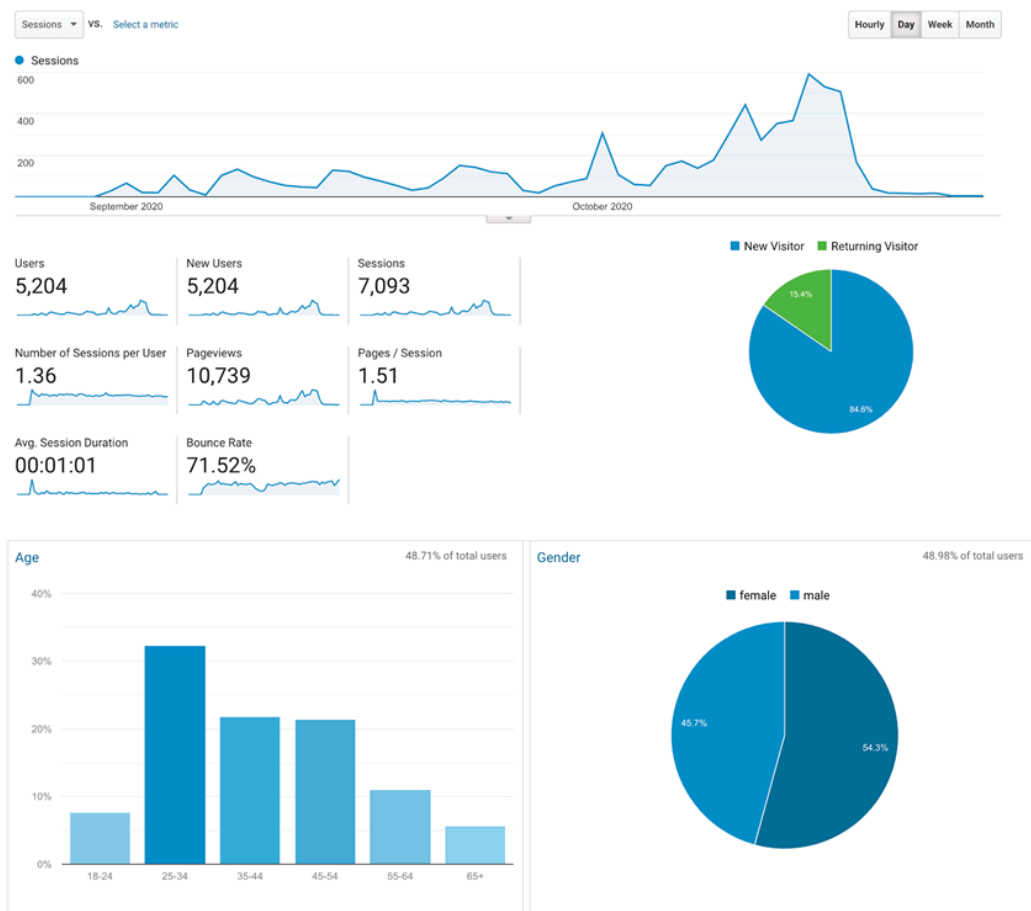 Sessions VS. Select a metric
Hourly Day Week Month
Sessions
600
400
200
September 2020 October 2020
New Visitor Returning Visitor
Users New Users Sessions
5,204 5,204 7,093
15.4%
84.6%
Number of Sessions per User Pageviews Pages / Session
1.36 10,739 1.51
Avg. Session Duration Bounce Rate
00:01:01 71.52%
Age 48.71% of total users
40%
30%
20%
10%
0%
18-24 25-34 35-44 45-54 55-64 65+
Gender 48.98% of total users
female male
45.7%
54.3%